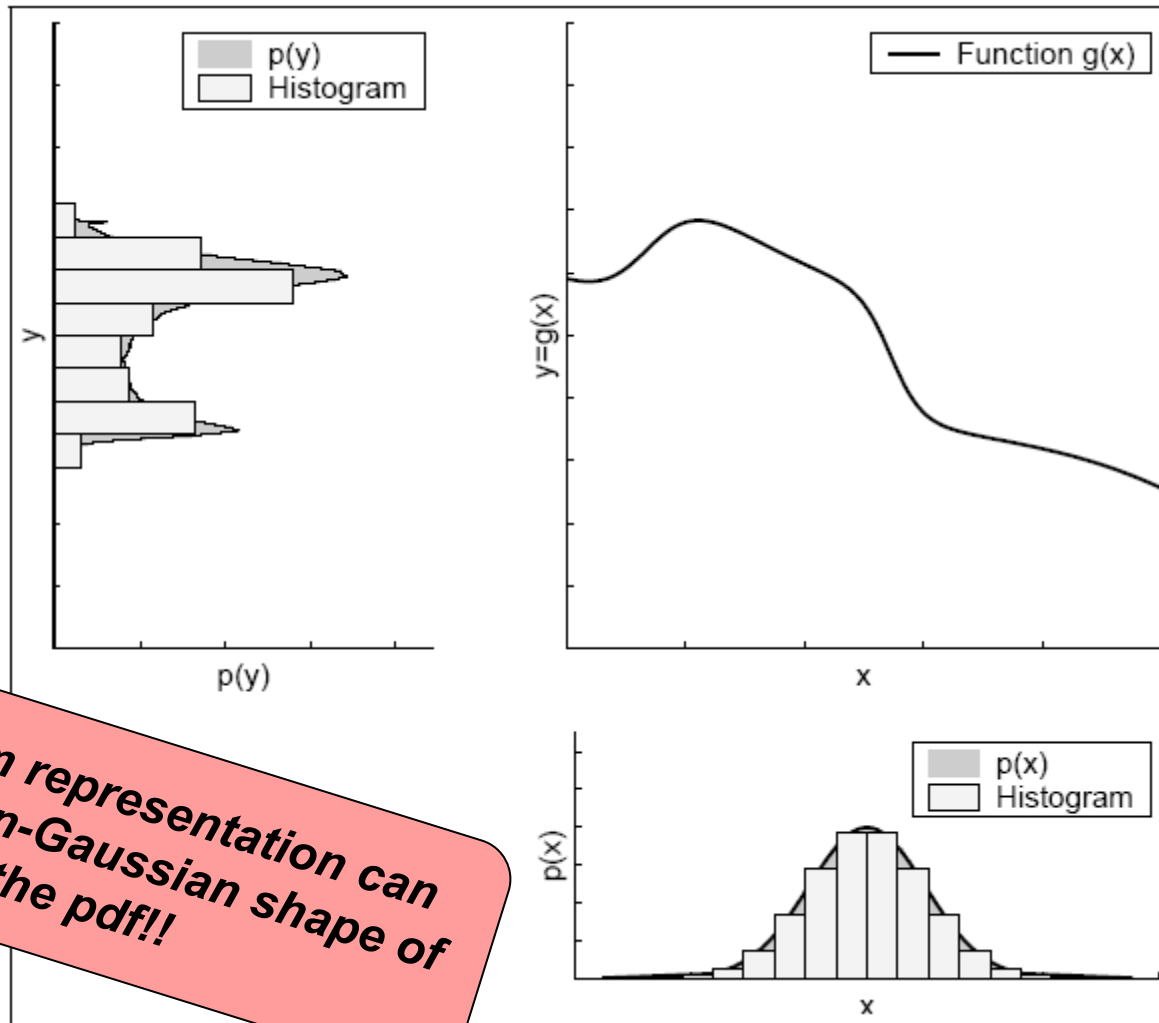 p(y)
Histogram
y
p(y)
Function g(x)
y=g(x)
x
representation can
n-Gaussian shape of
the pdf!!
p(x)
Histogram
p(x)
x